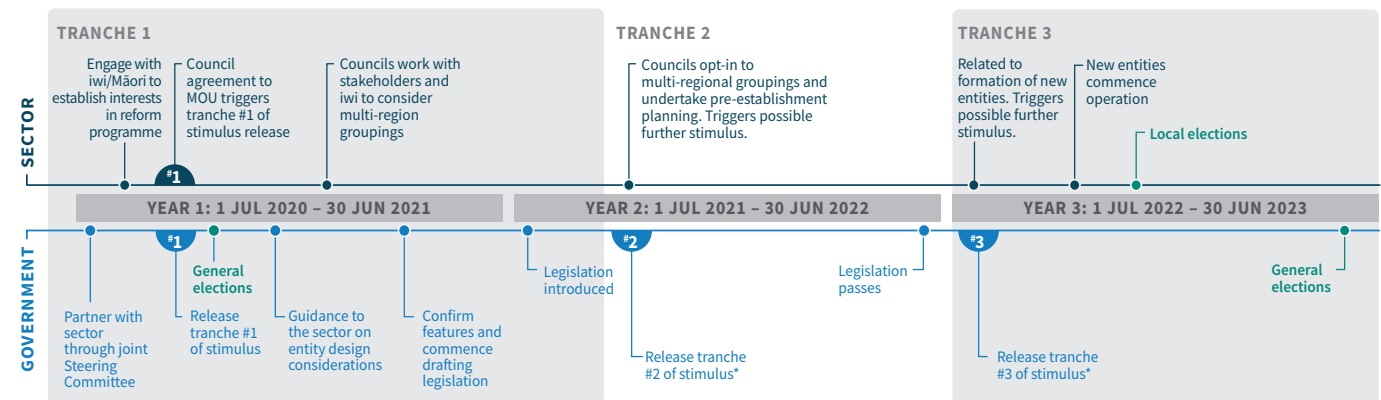 TRANCHE 1
TRANCHE 2
TRANCHE 3
SECTOR
Engage with
iwi/Māori to
establish interests
in reform
programme
Council
agreement to
MOU triggers
tranche #1 of
stimulus release
Councils work with
stakeholders and
iwi to consider
multi-region
groupings
Councils opt-in to
multi-regional groupings and
undertake pre-establishment
planning. Triggers possible
further stimulus.
Related to
formation of new
entities. Triggers
possible further
stimulus.
New entities
commence
operation
Local elections
#1
YEAR 1: 1 JUL 2020 – 30 JUN 2021
YEAR 2: 1 JUL 2021 – 30 JUN 2022
YEAR 3: 1 JUL 2022 – 30 JUN 2023
GOVERNMENT
#1
#2
#3
Partner with
sector
through joint
Steering
Committee
General
elections
Release
tranche #1
of stimulus
Guidance to
the sector on
entity design
considerations
Confirm
features and
commence
drafting
legislation
Legislation
introduced
Release tranche
#2 of stimulus*
Legislation
passes
Release tranche
#3 of stimulus*
General
elections